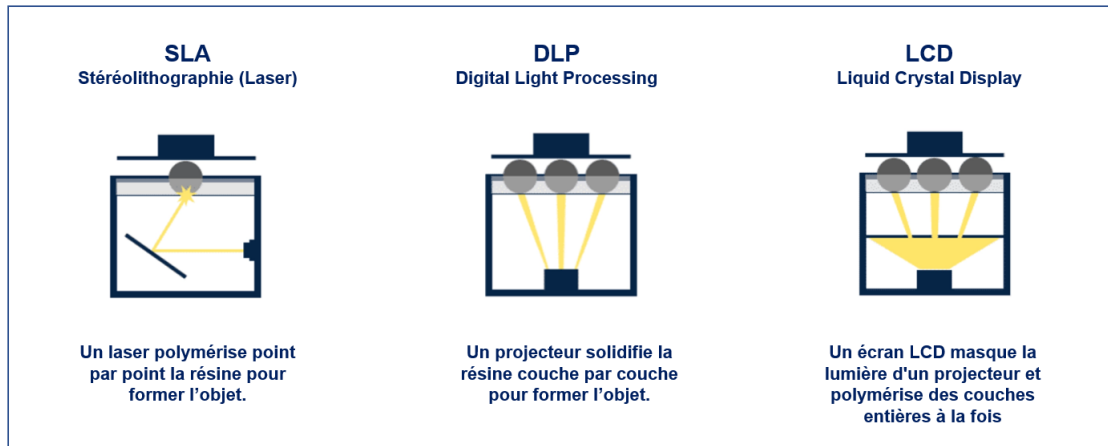 SLA
Stéréolithographie (Laser)
Un laser polymérise point
par point la résine pour
former l’objet.
DLP
Digital Light Processing
Un projecteur solidifie la
résine couche par couche
pour former l’objet.
LCD
Liquid Crystal Display
Un écran LCD masque la
lumière d'un projecteur et
polymérise des couches
entières à la fois